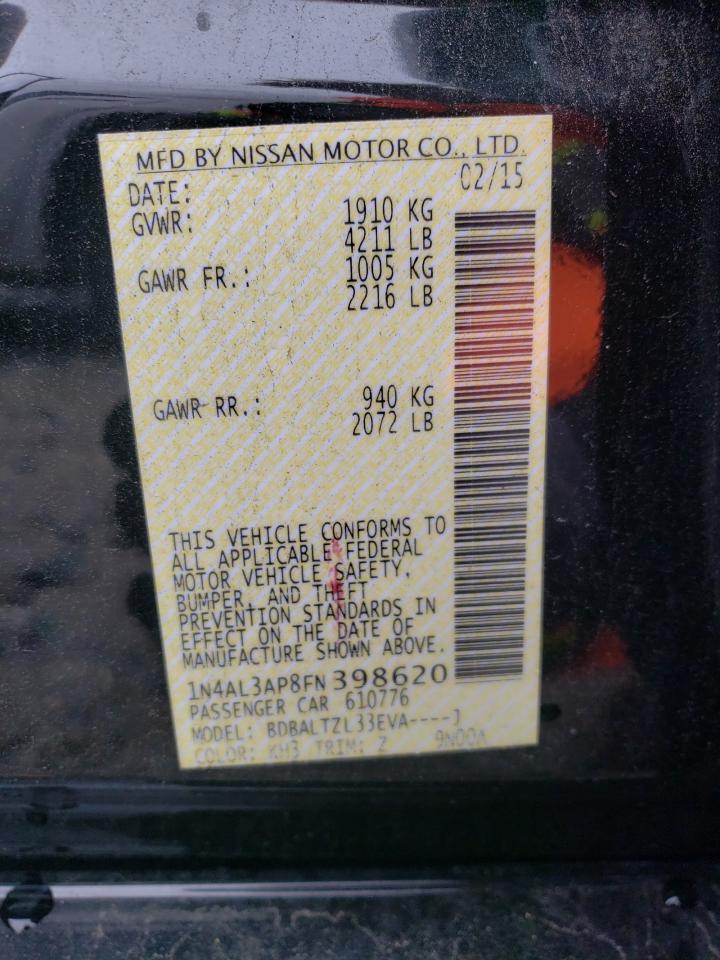 MFD BY NISSAN MOTOR CO., LTD.
DATE: 02/15
GVWR: 1910 KG
4211 LB
GAWR FR.: 1005 KG
2216 LB
GAWR RR.: 940 KG
2072 LB
THIS VEHICLE CONFORMS TO
ALL APPLICABLE FEDERAL
MOTOR VEHICLE SAFETY,
BUMPER, AND THEFT
PREVENTION STANDARDS IN
EFFECT ON THE DATE OF
MANUFACTURE SHOWN ABOVE.
1N4AL3AP8FN 398620
PASSENGER CAR 610776
MODEL: BDBALTZL33EVA----J
COLOR: KH3 TRIM: Z 9N00A